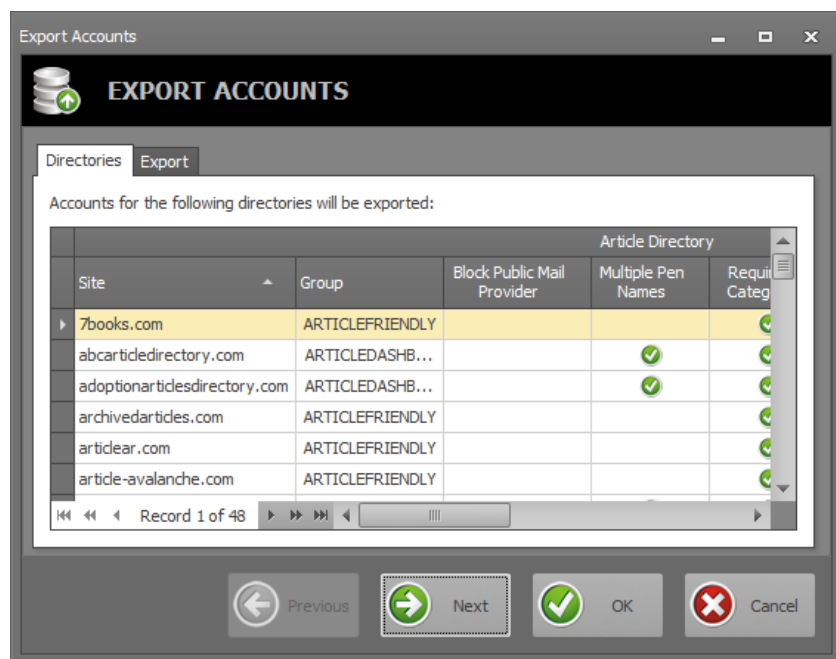 Export Accounts
EXPORT ACCOUNTS
Directories Export
Accounts for the following directories will be exported:
Article Directory
Site Group Block Public Mail Provider Multiple Pen Names
7books.com ARTICLEFRIENDLY
abcarticledirectory.com ARTICLEDASHB...
adoptionarticlesdirectory.com ARTICLEDASHB...
archivedarticles.com ARTICLEFRIENDLY
articlear.com ARTICLEFRIENDLY
article-avalanche.com ARTICLEFRIENDLY
Record 1 of 48
Previous Next OK Cancel